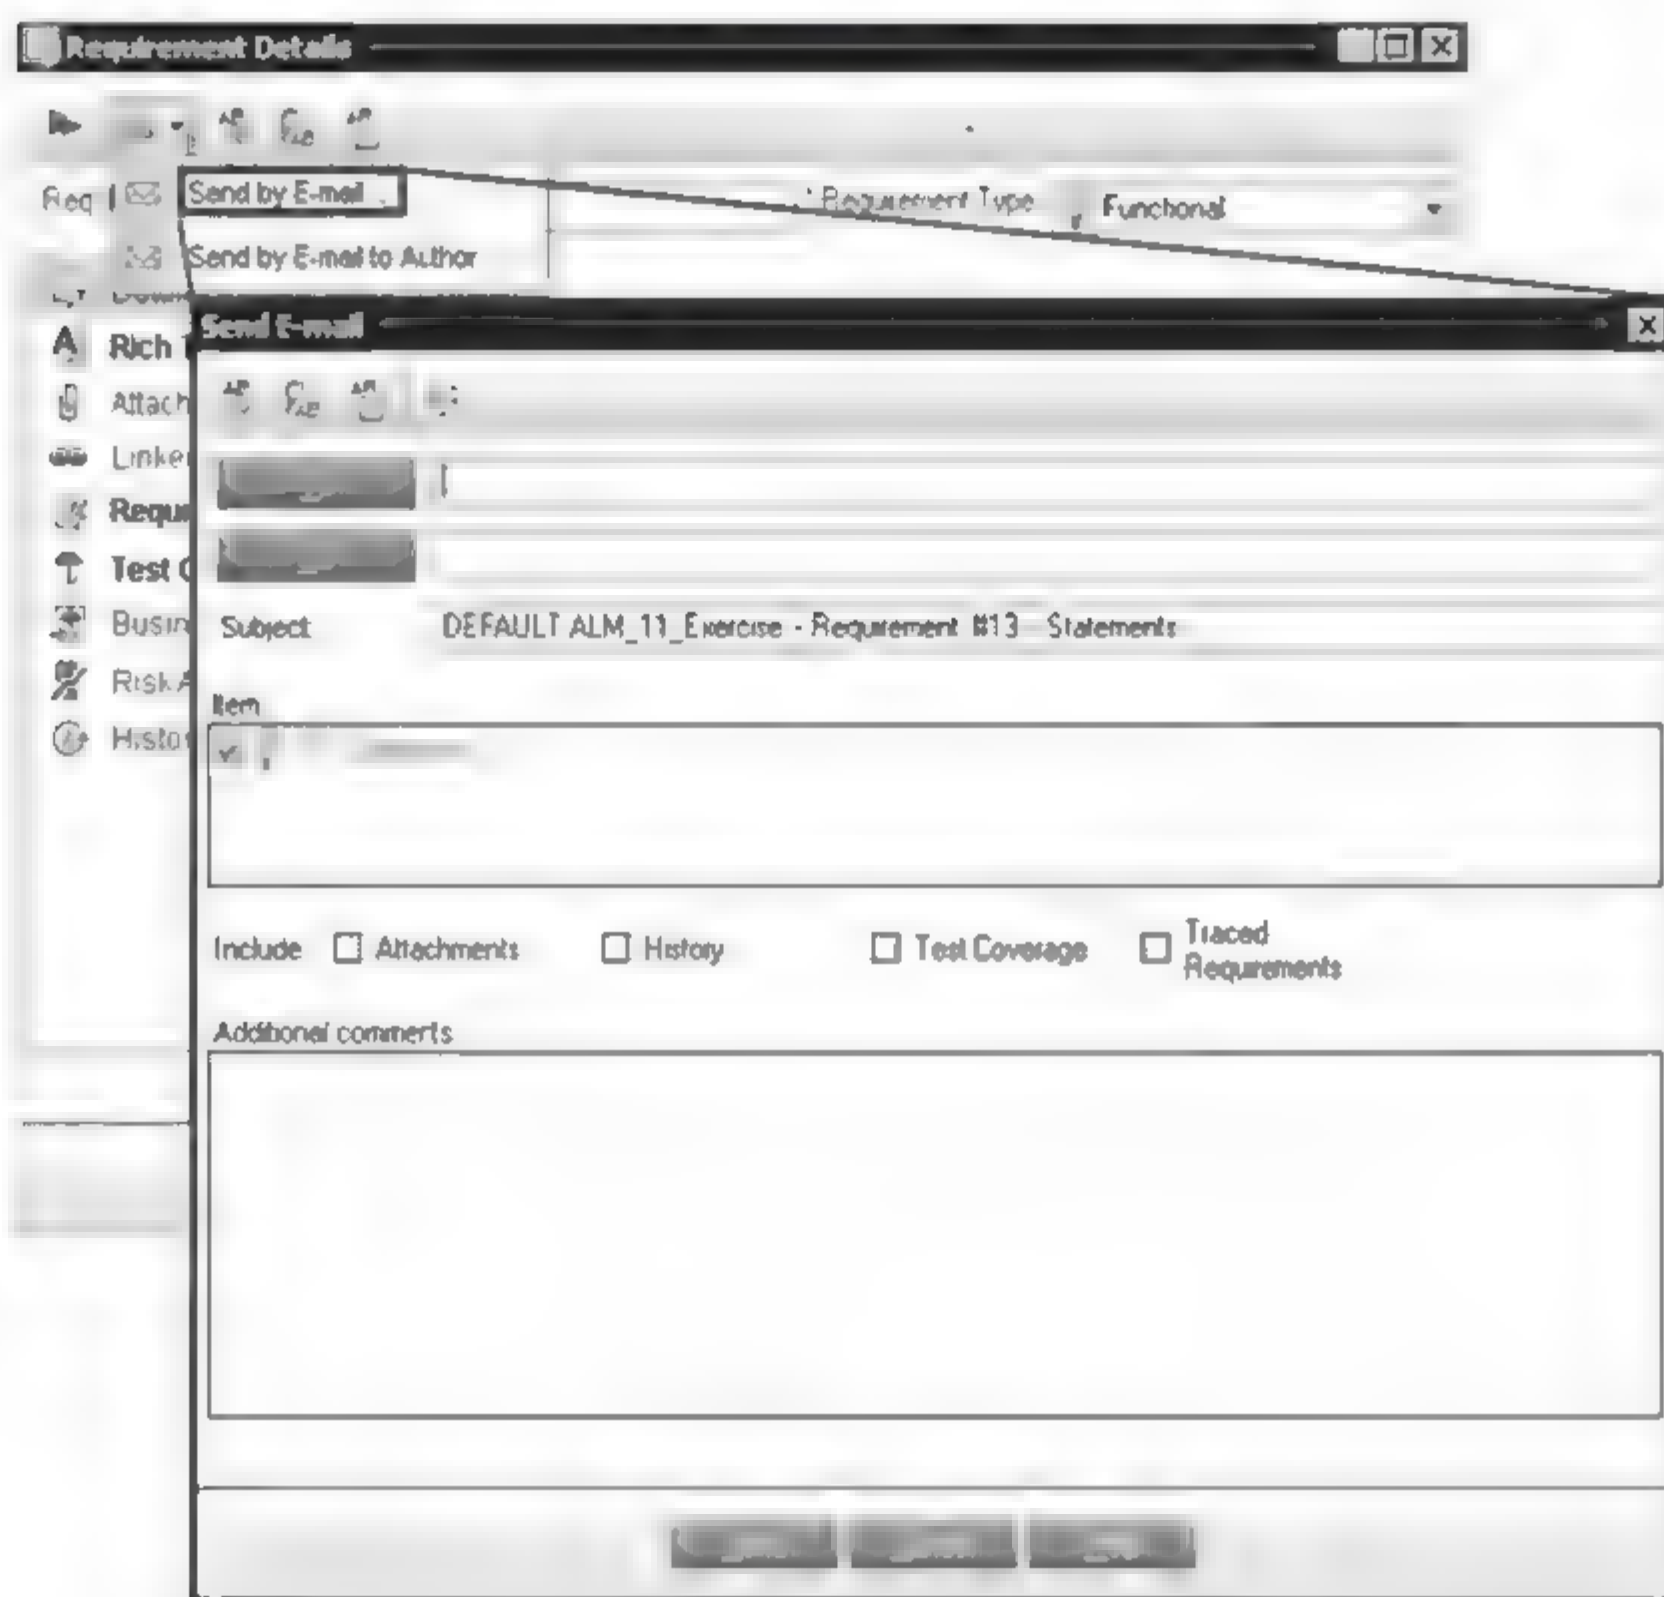 Requirement Details
Req
Send by E-mail
Requirement Type
Functional
Send by E-mail to Author
Send E-mail
Rich
Attach
Linke
Requi
Test C
Busin
Subject
DEFAULT ALM_11_Exercise - Requirement #13 - Statements
Risk A
Item
Histo
Include
Attachments
History
Test Coverage
Traced
Requirements
Additional comments